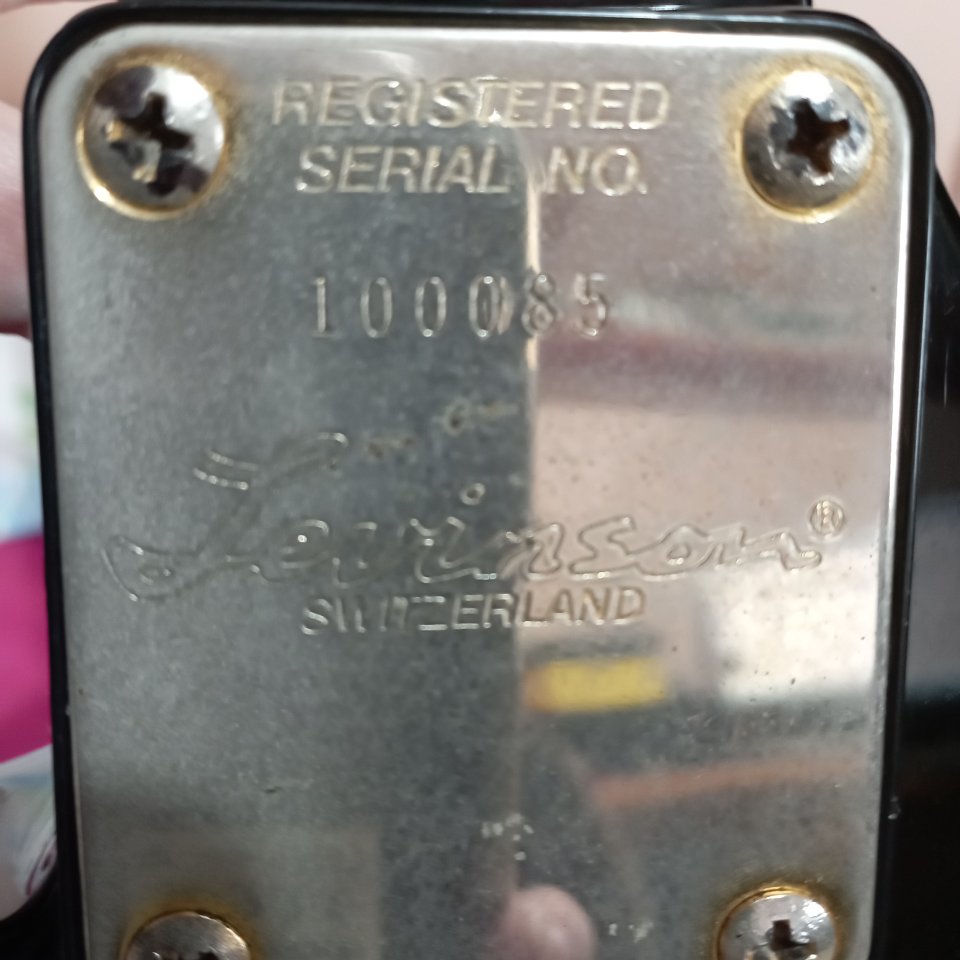 REGISTERED
SERIAL NO.
100085
Levinson ®
SWITZERLAND